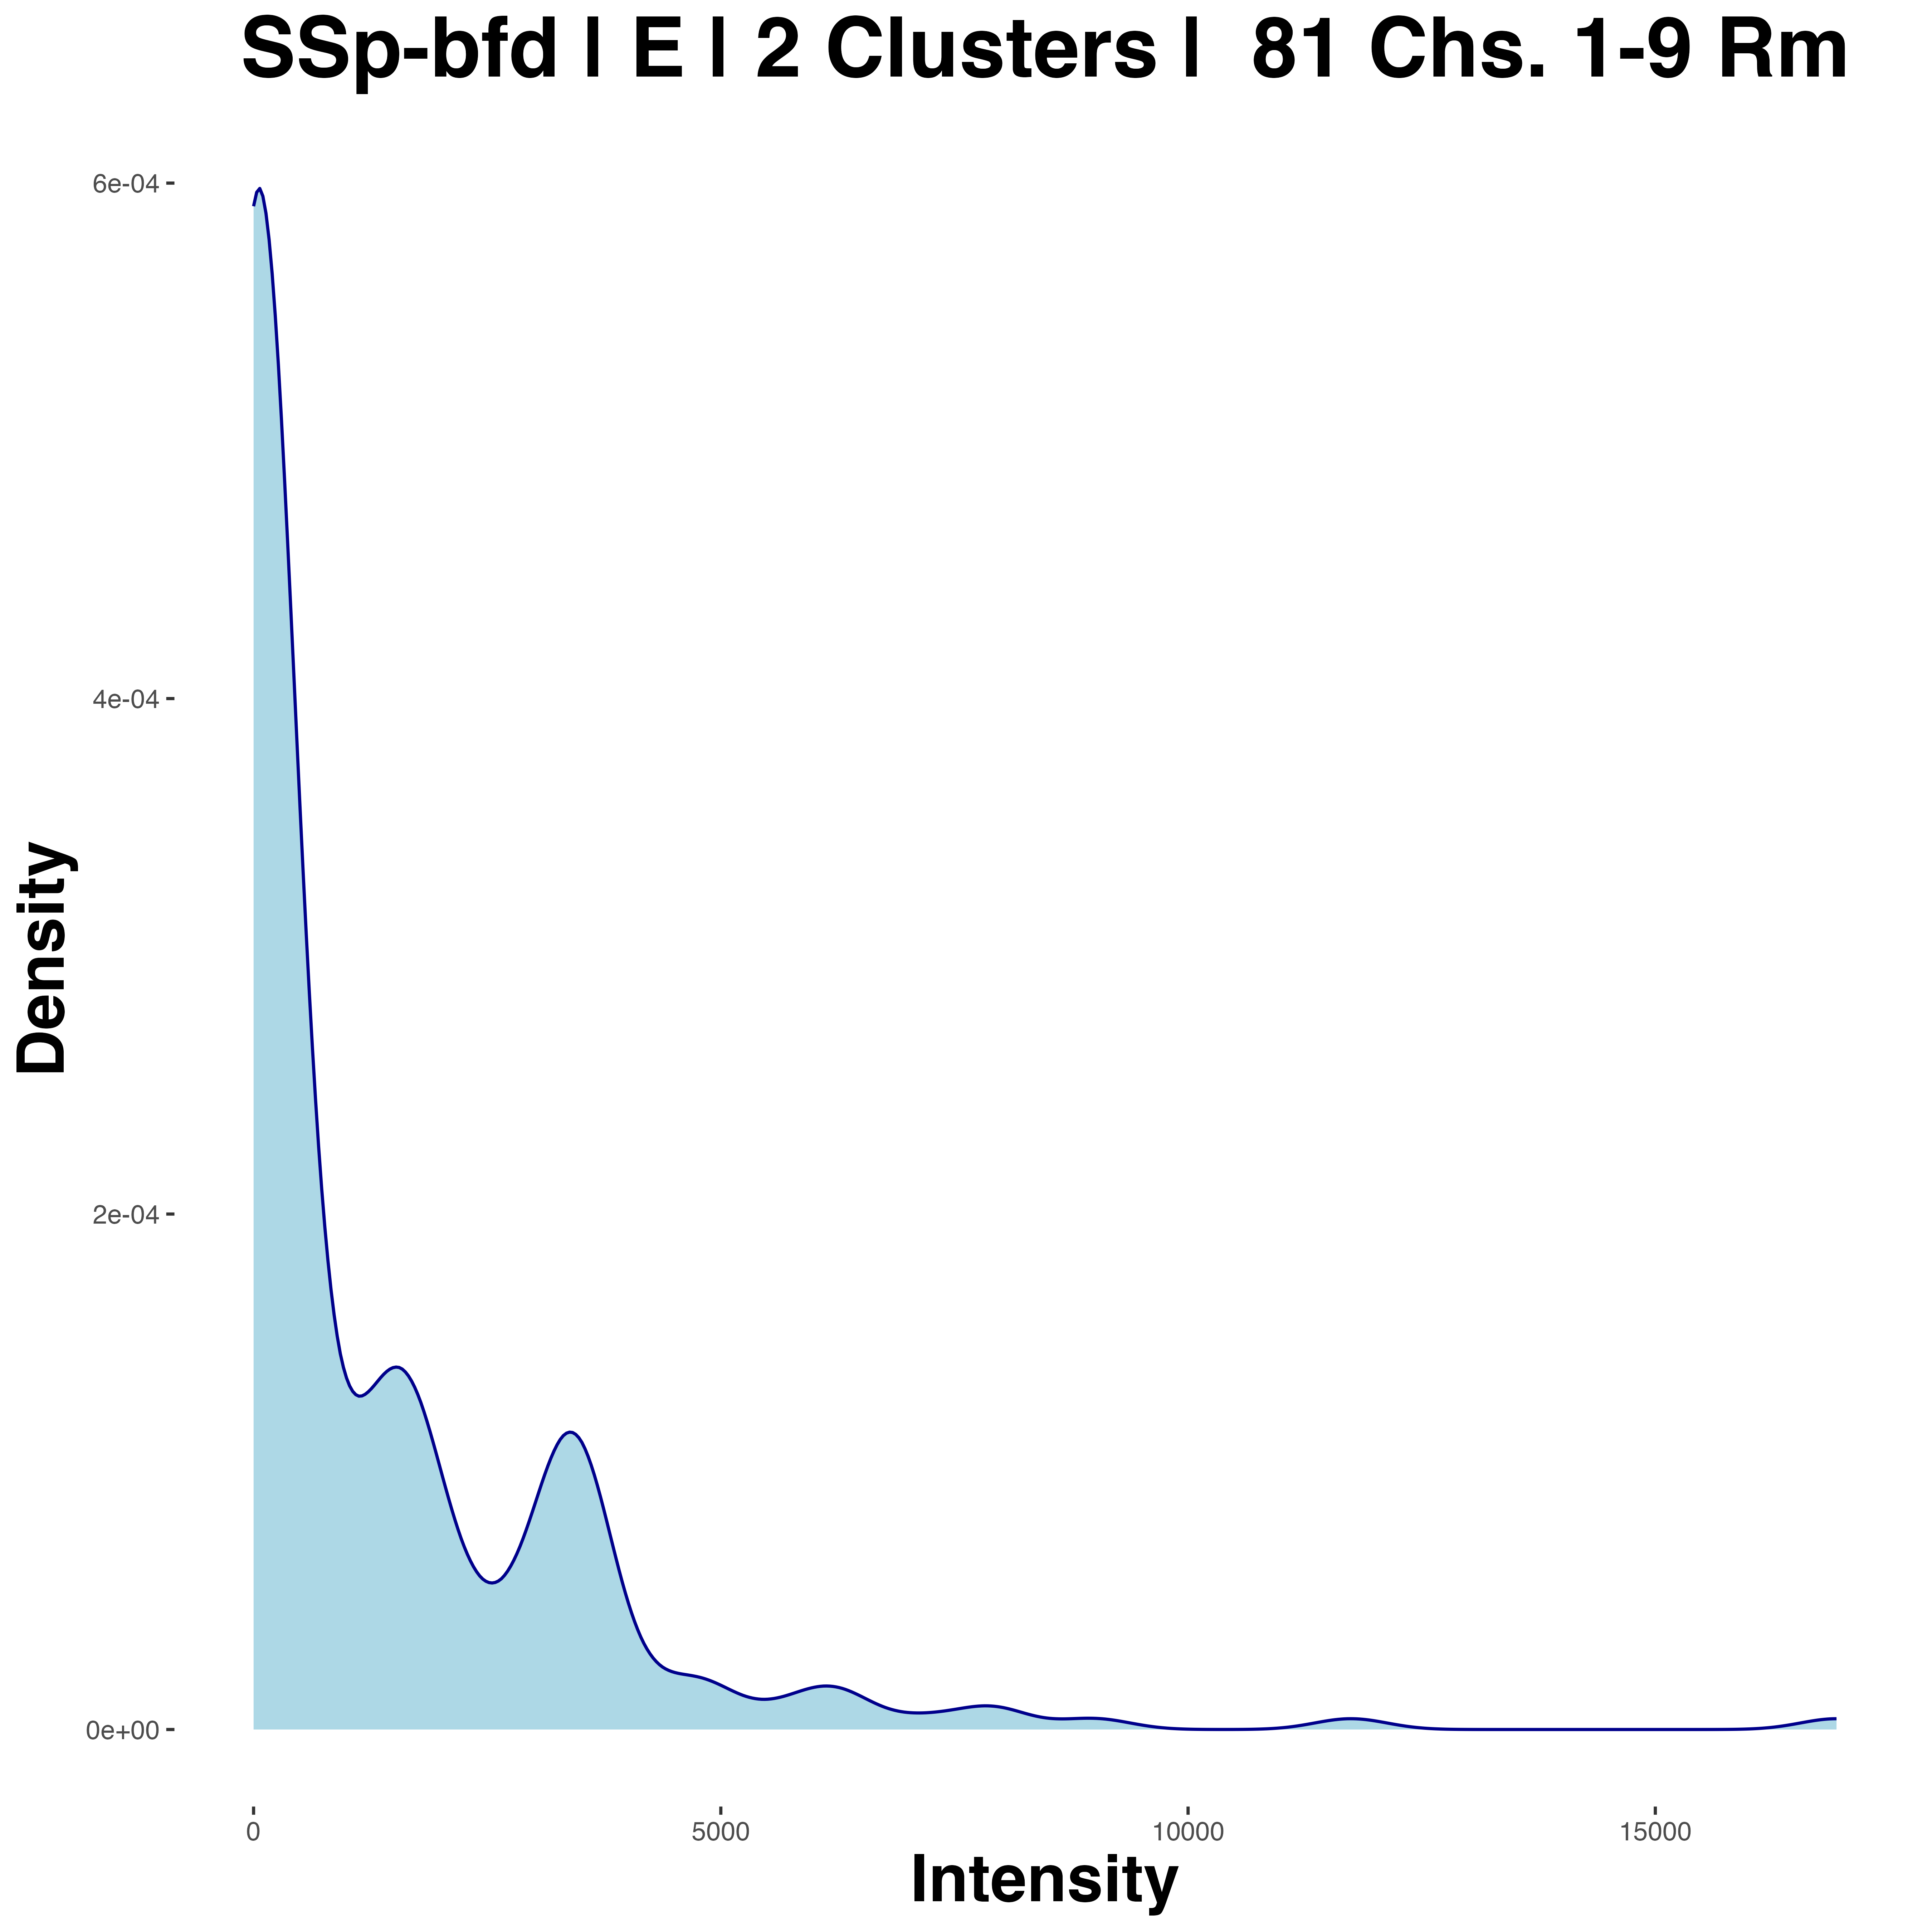 SSp-bfd | E | 2 Clusters |  81 Chs. 1-9 Rm
6e-04
4e-04
2e-04
0e+00
Density
0 5000 10000 15000
Intensity